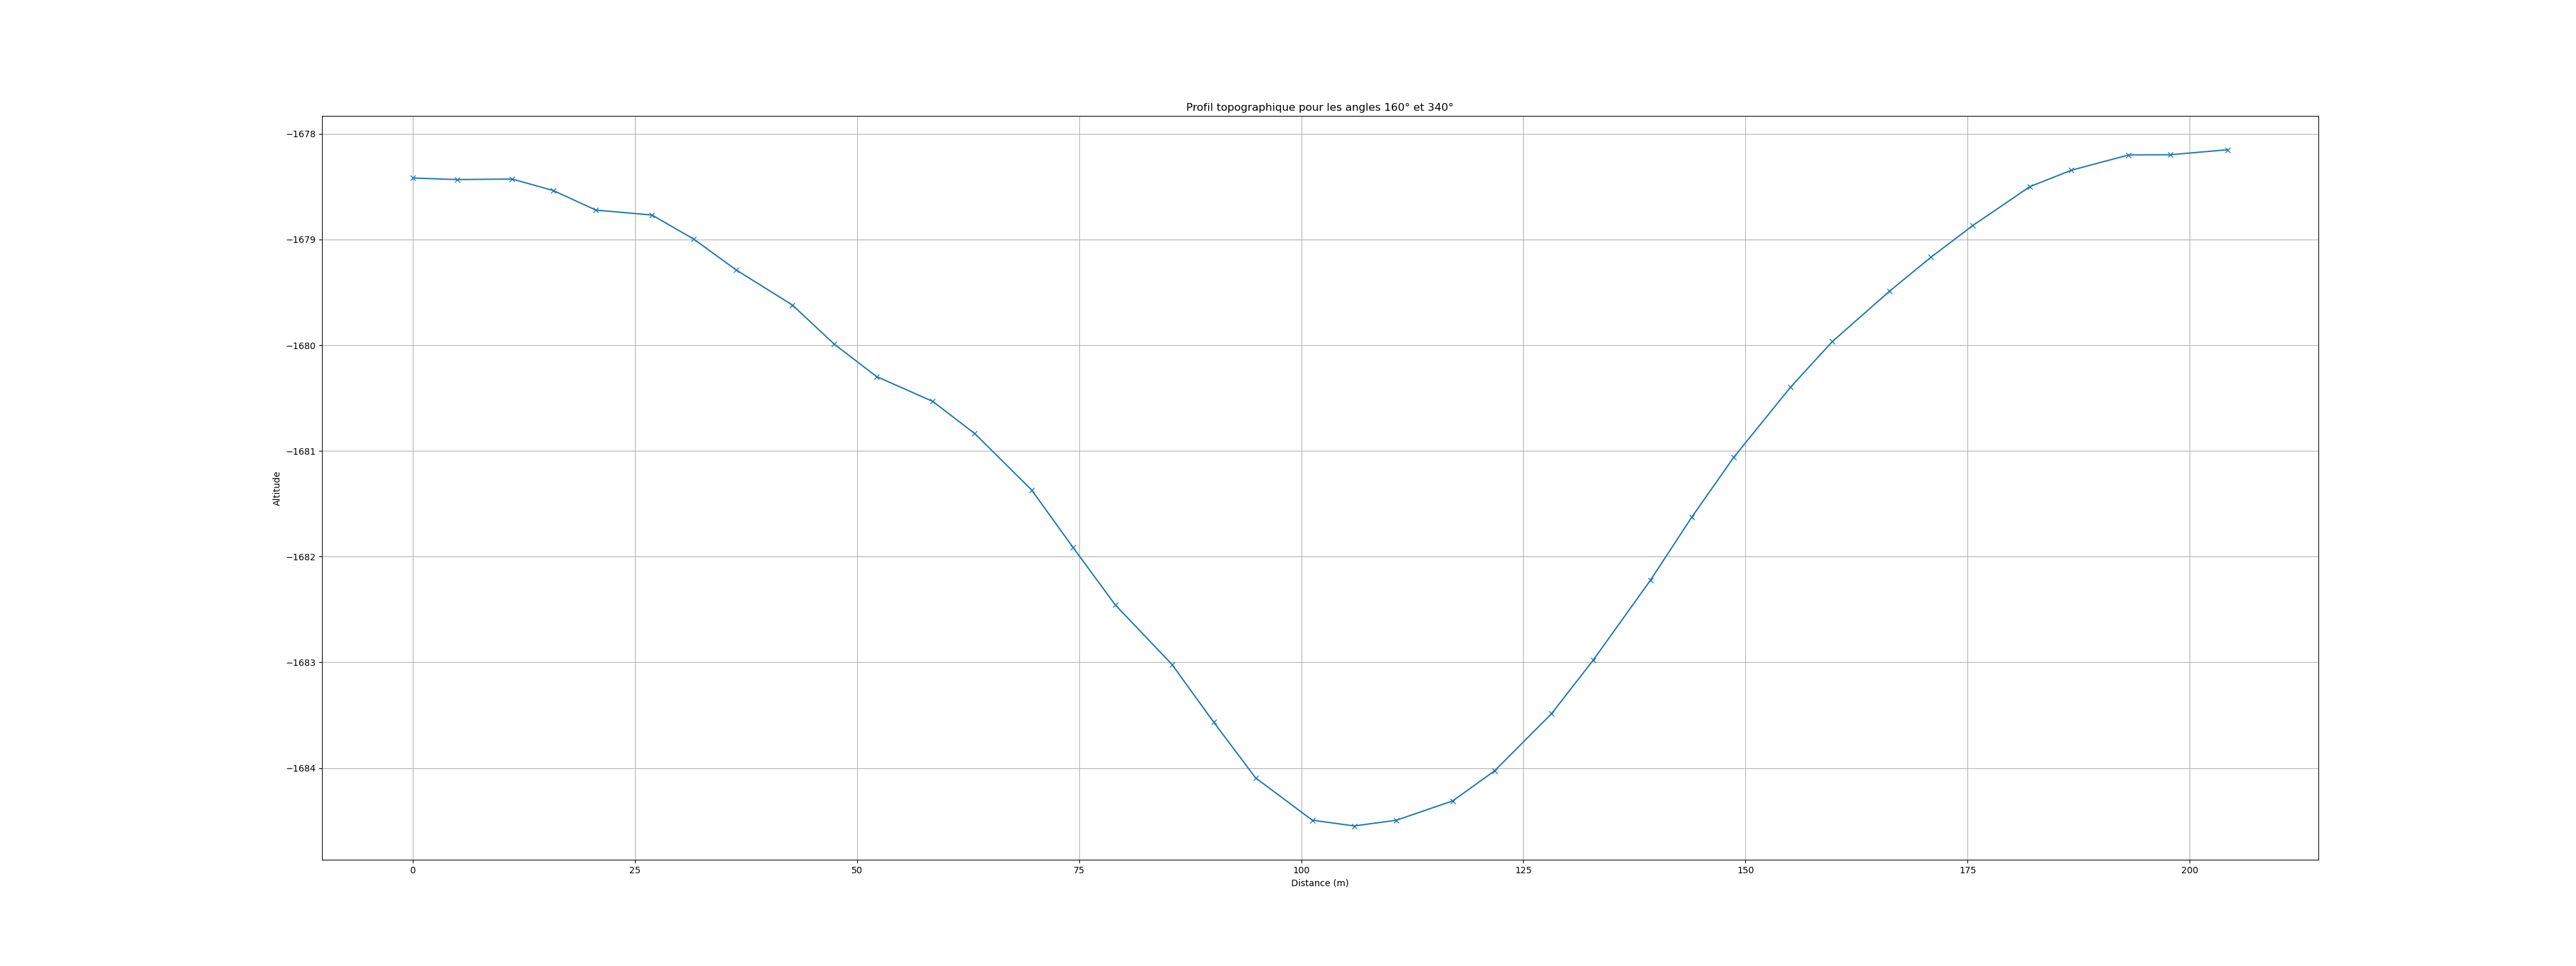 Profil topographique pour les angles 160° et 340°
−1678
−1679
−1680
−1681
−1682
−1683
−1684
Altitude
0 25 50 75 100 125 150 175 200
Distance (m)